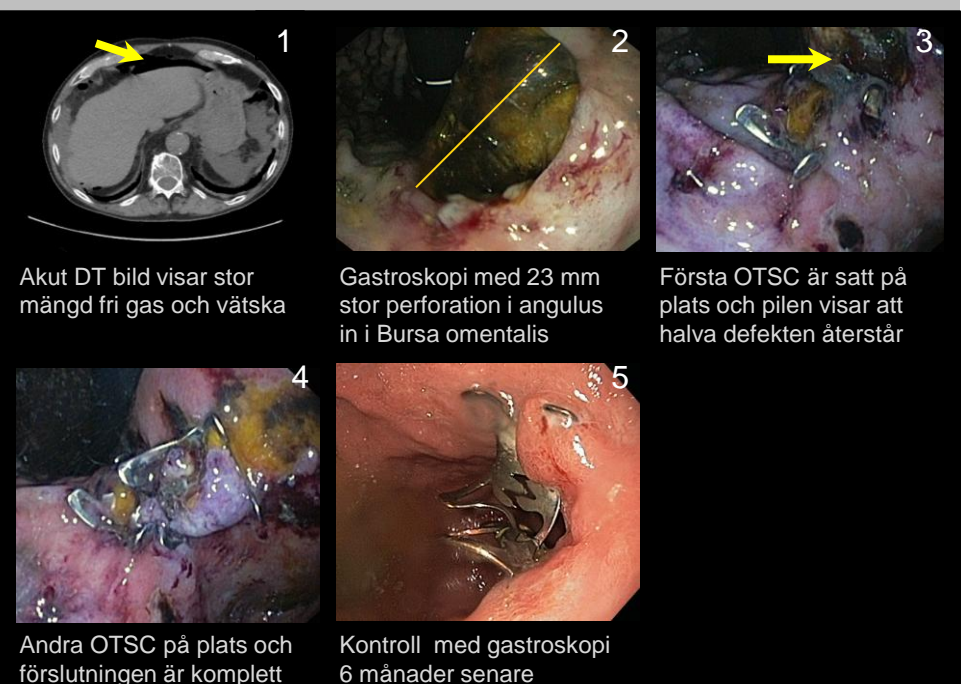 1
2
3
Akut DT bild visar stor
mängd fri gas och vätska
Gastroskopi med 23 mm
stor perforation i angulus
in i Bursa omentalis
Första OTSC är satt på
plats och pilen visar att
halva defekten återstår
4
5
Andra OTSC på plats och
förslutningen är komplett
Kontroll med gastroskopi
6 månader senare